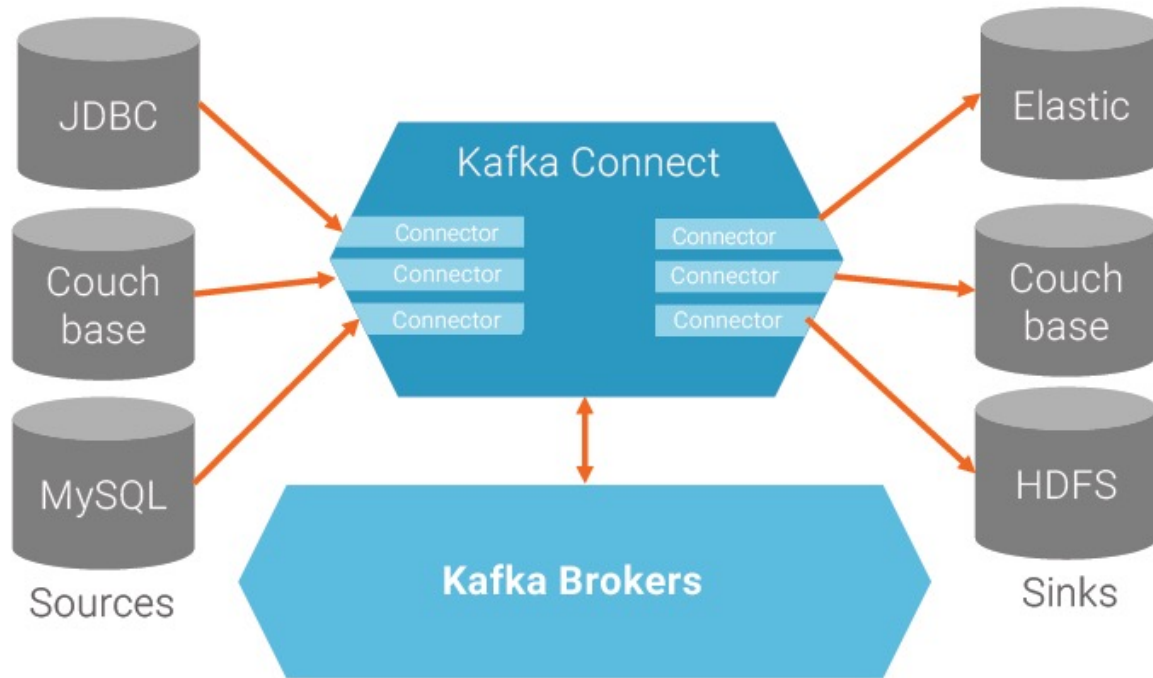 JDBC
Couch
base
MySQL
Sources
Kafka Connect
Connector
Connector
Connector
Connector
Connector
Connector
Kafka Brokers
Elastic
Couch
base
HDFS
Sinks